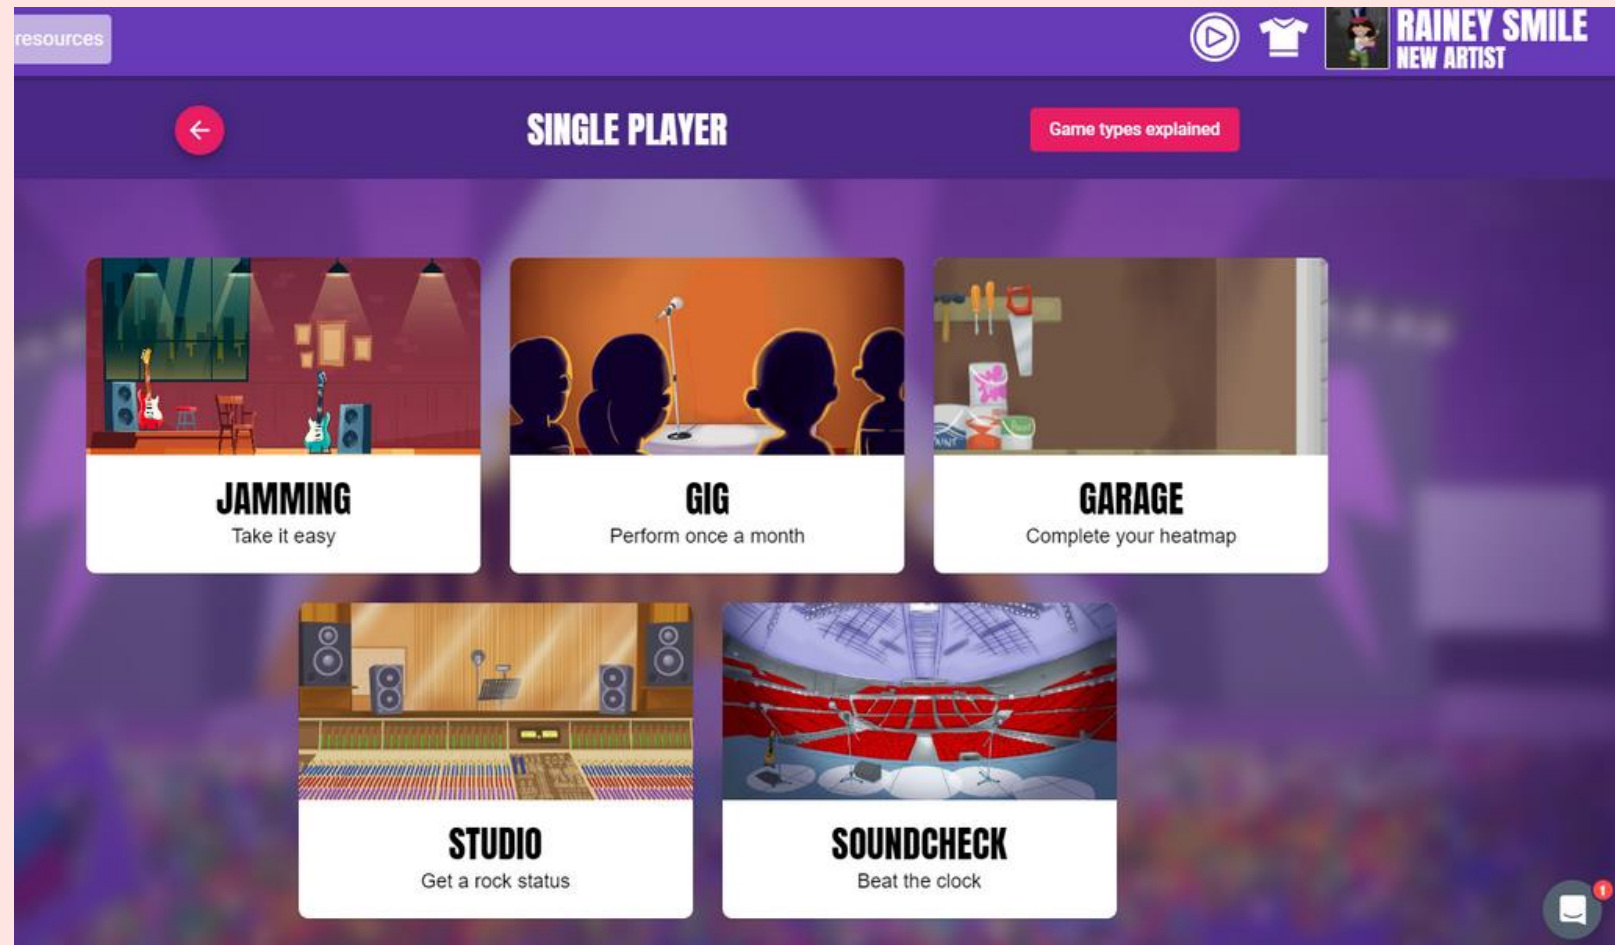 resources
RAINEY SMILE
NEW ARTIST
SINGLE PLAYER
Game types explained
JAMMING
Take it easy
GIG
Perform once a month
GARAGE
Complete your heatmap
STUDIO
Get a rock status
SOUNDCHECK
Beat the clock
1